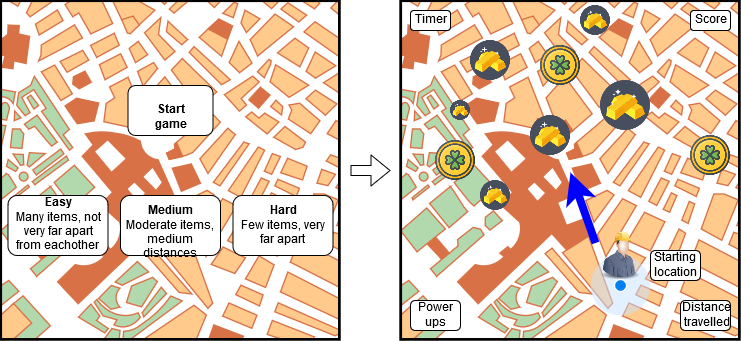 Start
game
Easy
Many items, not
very far apart
from eachother
Medium
Moderate items,
medium
distances
Hard
Few items, very
far apart
Timer
Score
Starting
location
Power
ups
Distance
travelled